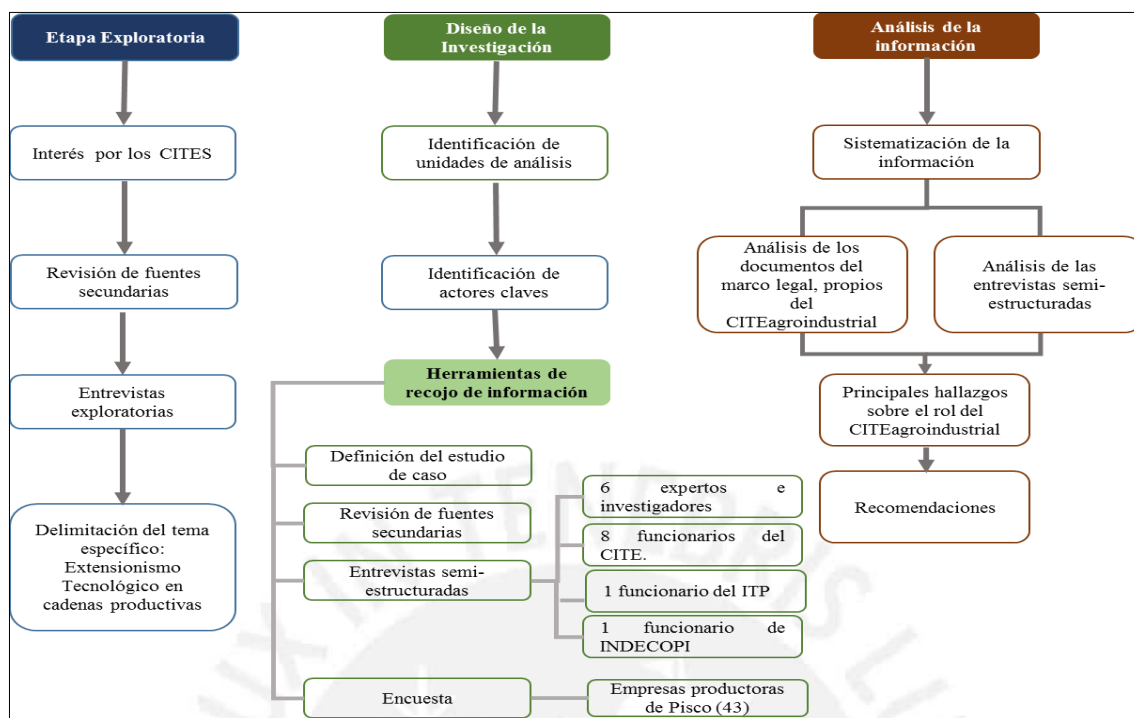 Etapa Exploratoria
Interés por los CITES
Revisión de fuentes
secundarias
Entrevistas
exploratorias
Delimitación del tema
específico:
Extensionismo
Tecnológico en
cadenas productivas
Diseño de la
Investigación
Identificación de
unidades de análisis
Identificación de
actores claves
Herramientas de
recojo de información
Definición del estudio
de caso
Revisión de fuentes
secundarias
Entrevistas semi-
estructuradas
6 expertos e
investigadores
8 funcionarios del
CITE.
1 funcionario del ITP
1 funcionario de
INDECOPI
Encuesta
Empresas productoras
de Pisco (43)
Análisis de la
información
Sistematización de la
información
Análisis de los
documentos del
marco legal, propios
del
CITEagroindustrial
Análisis de las
entrevistas semi-
estructuradas
Principales hallazgos
sobre el rol del
CITEagroindustrial
Recomendaciones
UX IN TENEBRIS L